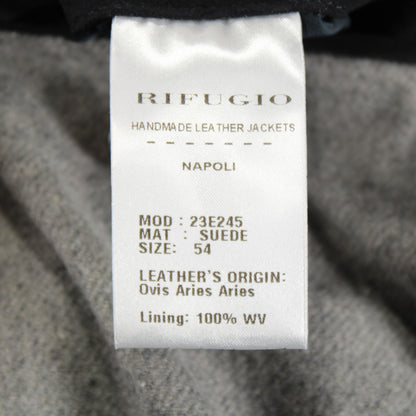 RIFUGIO
HANDMADE LEATHER JACKETS
- - - - - - -
NAPOLI
MOD : 23E245
MAT : SUEDE
SIZE: 54
LEATHER'S ORIGIN:
Ovis Aries Aries
Lining: 100% WV